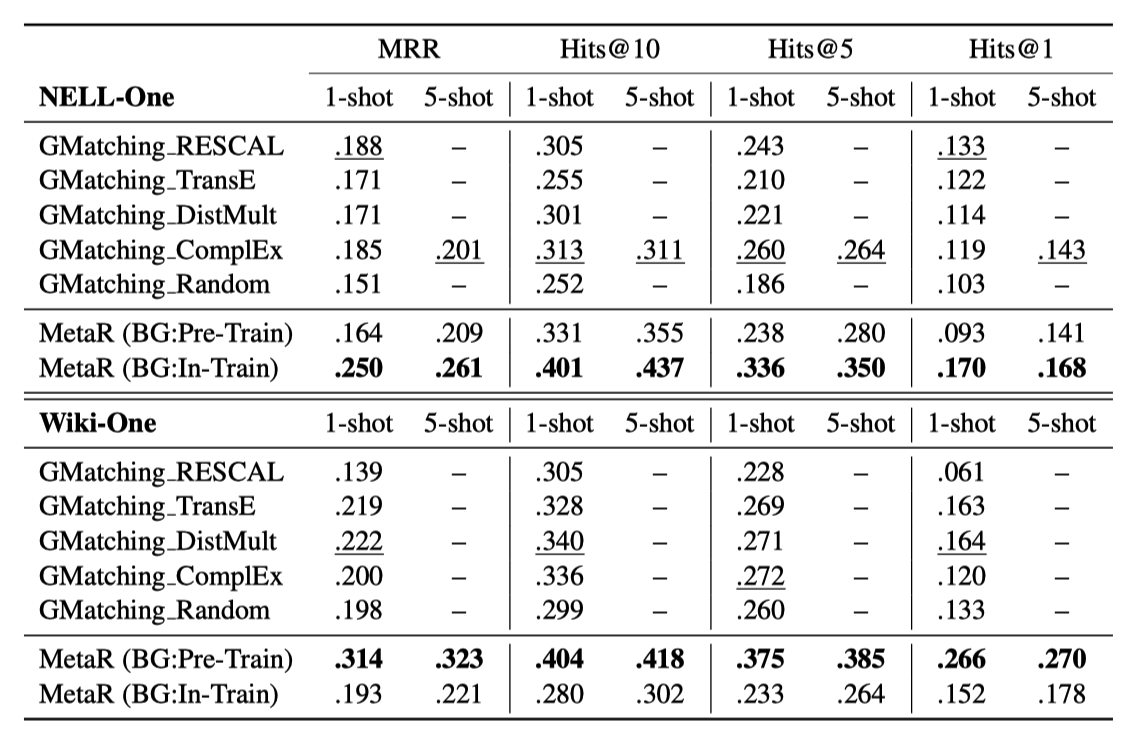 MRR Hits@10 Hits@5 Hits@1
NELL-One 1-shot 5-shot 1-shot 5-shot 1-shot 5-shot 1-shot 5-shot
GMatching_RESCAL .188 – .305 – .243 – .133 –
GMatching_TransE .171 – .255 – .210 – .122 –
GMatching_DistMult .171 – .301 – .221 – .114 –
GMatching_ComplEx .185 .201 .313 .311 .260 .264 .119 .143
GMatching_Random .151 – .252 – .186 – .103 –
MetaR (BG:Pre-Train) .164 .209 .331 .355 .238 .280 .093 .141
MetaR (BG:In-Train) .250 .261 .401 .437 .336 .350 .170 .168
Wiki-One 1-shot 5-shot 1-shot 5-shot 1-shot 5-shot 1-shot 5-shot
GMatching_RESCAL .139 – .305 – .228 – .061 –
GMatching_TransE .219 – .328 – .269 – .163 –
GMatching_DistMult .222 – .340 – .271 – .164 –
GMatching_ComplEx .200 – .336 – .272 – .120 –
GMatching_Random .198 – .299 – .260 – .133 –
MetaR (BG:Pre-Train) .314 .323 .404 .418 .375 .385 .266 .270
MetaR (BG:In-Train) .193 .221 .280 .302 .233 .264 .152 .178